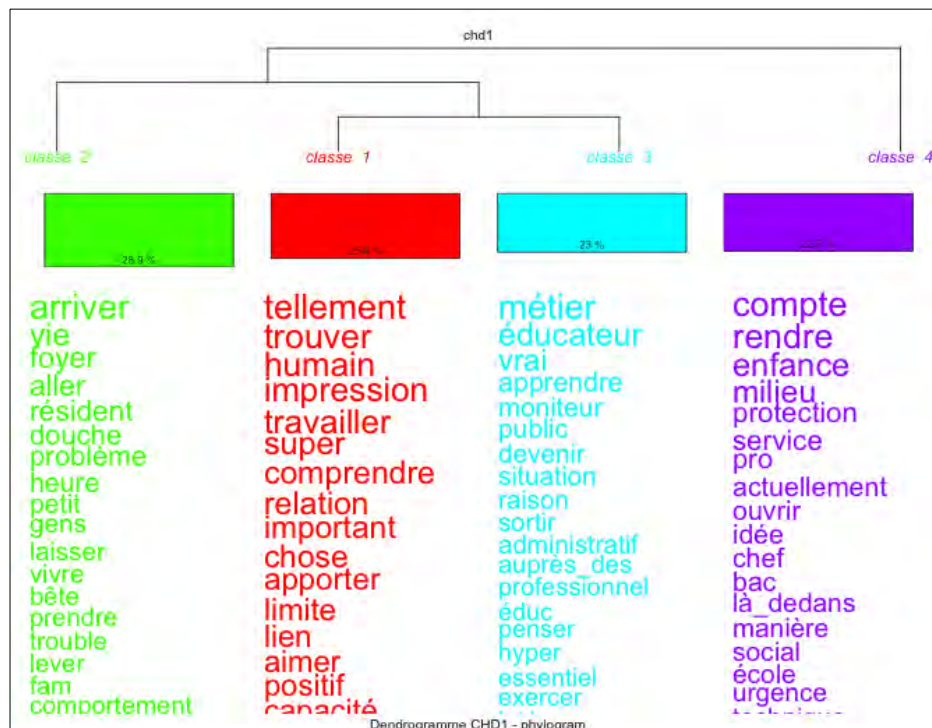 chd1
classe 2
classe 1
classe 3
classe 4
28.9 %
23 %
arriver
yie
foyer
aller
résident
douche
problème
heure
petit
gens
laisser
vivre
bête
prendre
trouble
lever
fam
comportement
tellement
trouver
humain
impression
travailler
super
comprendre
relation
important
chose
apporter
limite
lien
aimer
positif
capacité
métier
éducateur
vrai
apprendre
moniteur
public
devenir
situation
raison
sortir
administratif
auprès_des
professionnel
éduc
penser
hyper
essentiel
exercer
compte
rendre
enfance
milieu
protection
service
pro
actuellement
ouvrir
idée
chef
bac
là_dedans
manière
social
école
urgence
technique
Dendrogramme CHD1 - phylogram